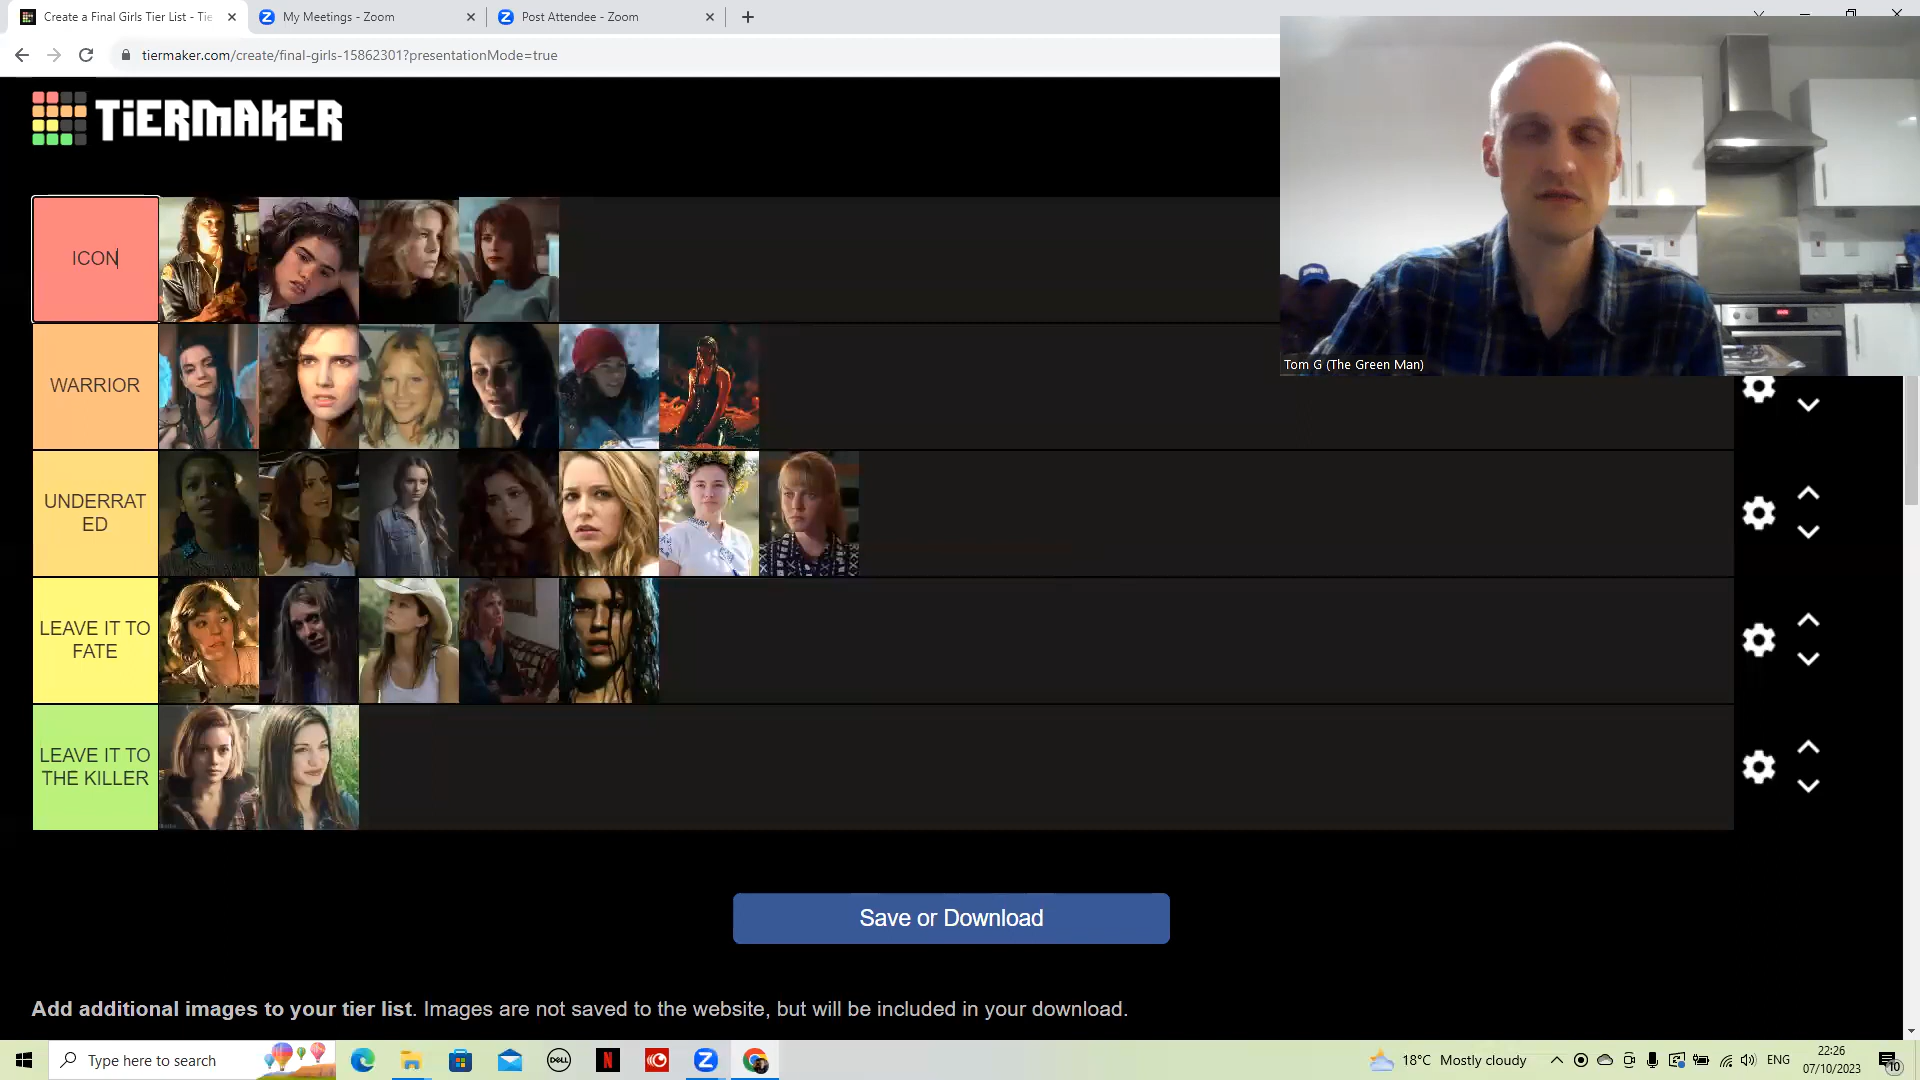 Create a Final Girls Tier List - Tie
My Meetings - Zoom
Post Attendee - Zoom
tiermaker.com/create/final-girls-15862301?presentationMode=true
TiERMAKER
ICON
WARRIOR
UNDERRAT
ED
LEAVE IT TO
FATE
LEAVE IT TO
THE KILLER
Tom G (The Green Man)
Save or Download
Add additional images to your tier list. Images are not saved to the website, but will be included in your download.
Type here to search
DELL
N
18°C Mostly cloudy
ENG
22:26
07/10/2023
10